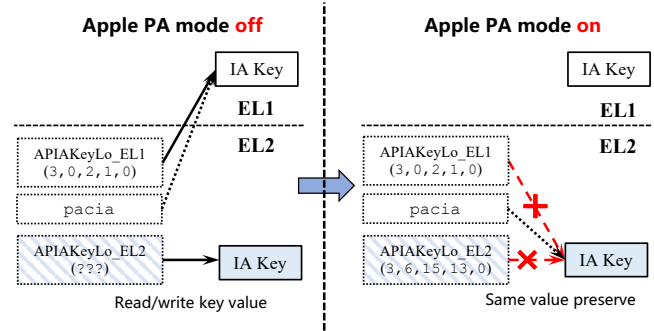 Apple PA mode off
IA Key
EL1
EL2
APIAKeyLo_EL1
(3,0,2,1,0)
pacia
APIAKeyLo_EL2
(???)
IA Key
Read/write key value
Apple PA mode on
IA Key
EL1
EL2
APIAKeyLo_EL1
(3,0,2,1,0)
pacia
APIAKeyLo_EL2
(3,6,15,13,0)
IA Key
Same value preserve